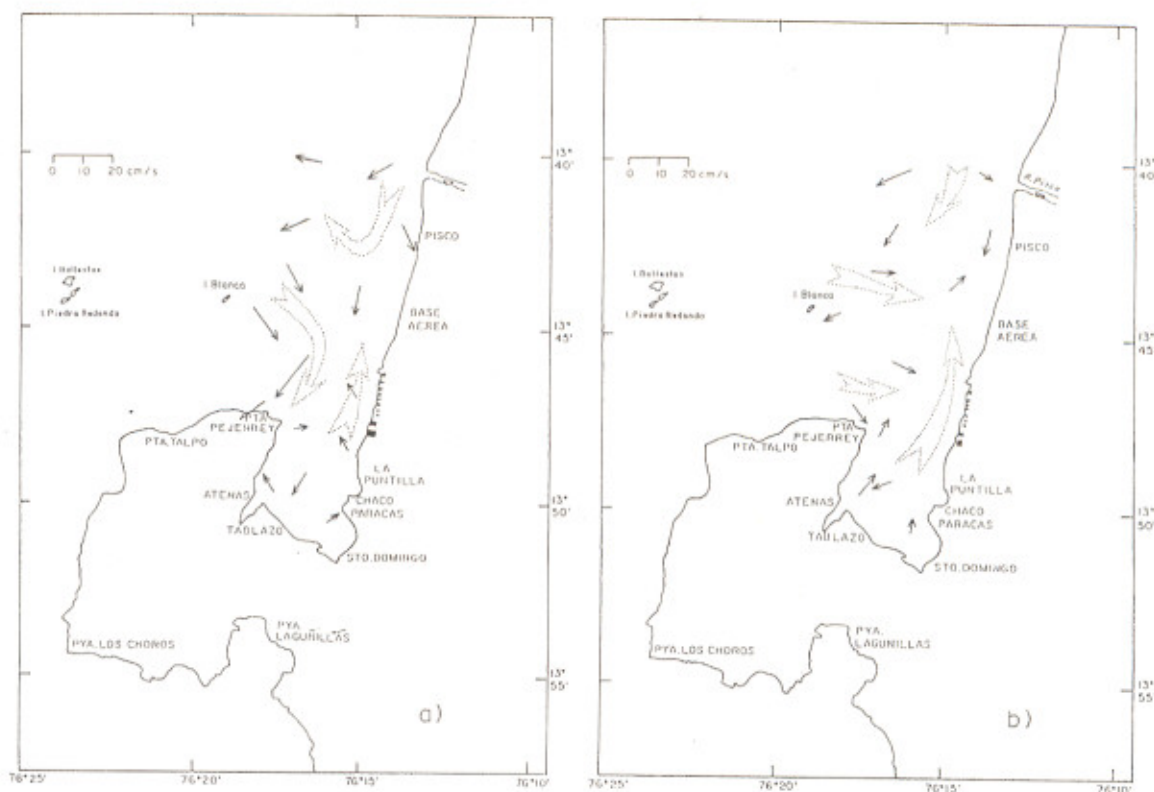 0 10 20 cm/s
13°
40'
PISCO
I. Ballestas
I. Piedra Redonda
I. Blanca
BASE
AEREA
13°
45'
PTA.
PEJERREY
PTA. TALPO
LA
PUNTILLA
ATENAS
CHACO
PARACAS
13°
50'
TABLAZO
STO. DOMINGO
PYA. LOS CHOROS
PYA.
LAGUNILLAS
13°
55'
a)
76°25'
76°20'
76°15'
76°10'
0 10 20 cm/s
13°
40'
R. Pisco
PISCO
I. Ballestas
I. Piedra Redonda
I. Blanca
BASE
AEREA
13°
45'
PTA.
PEJERREY
PTA. TALPO
LA
PUNTILLA
ATENAS
CHACO
PARACAS
13°
50'
TABLAZO
STO. DOMINGO
PYA. LOS CHOROS
PYA.
LAGUNILLAS
13°
55'
b)
76°25'
76°20'
76°15'
76°10'